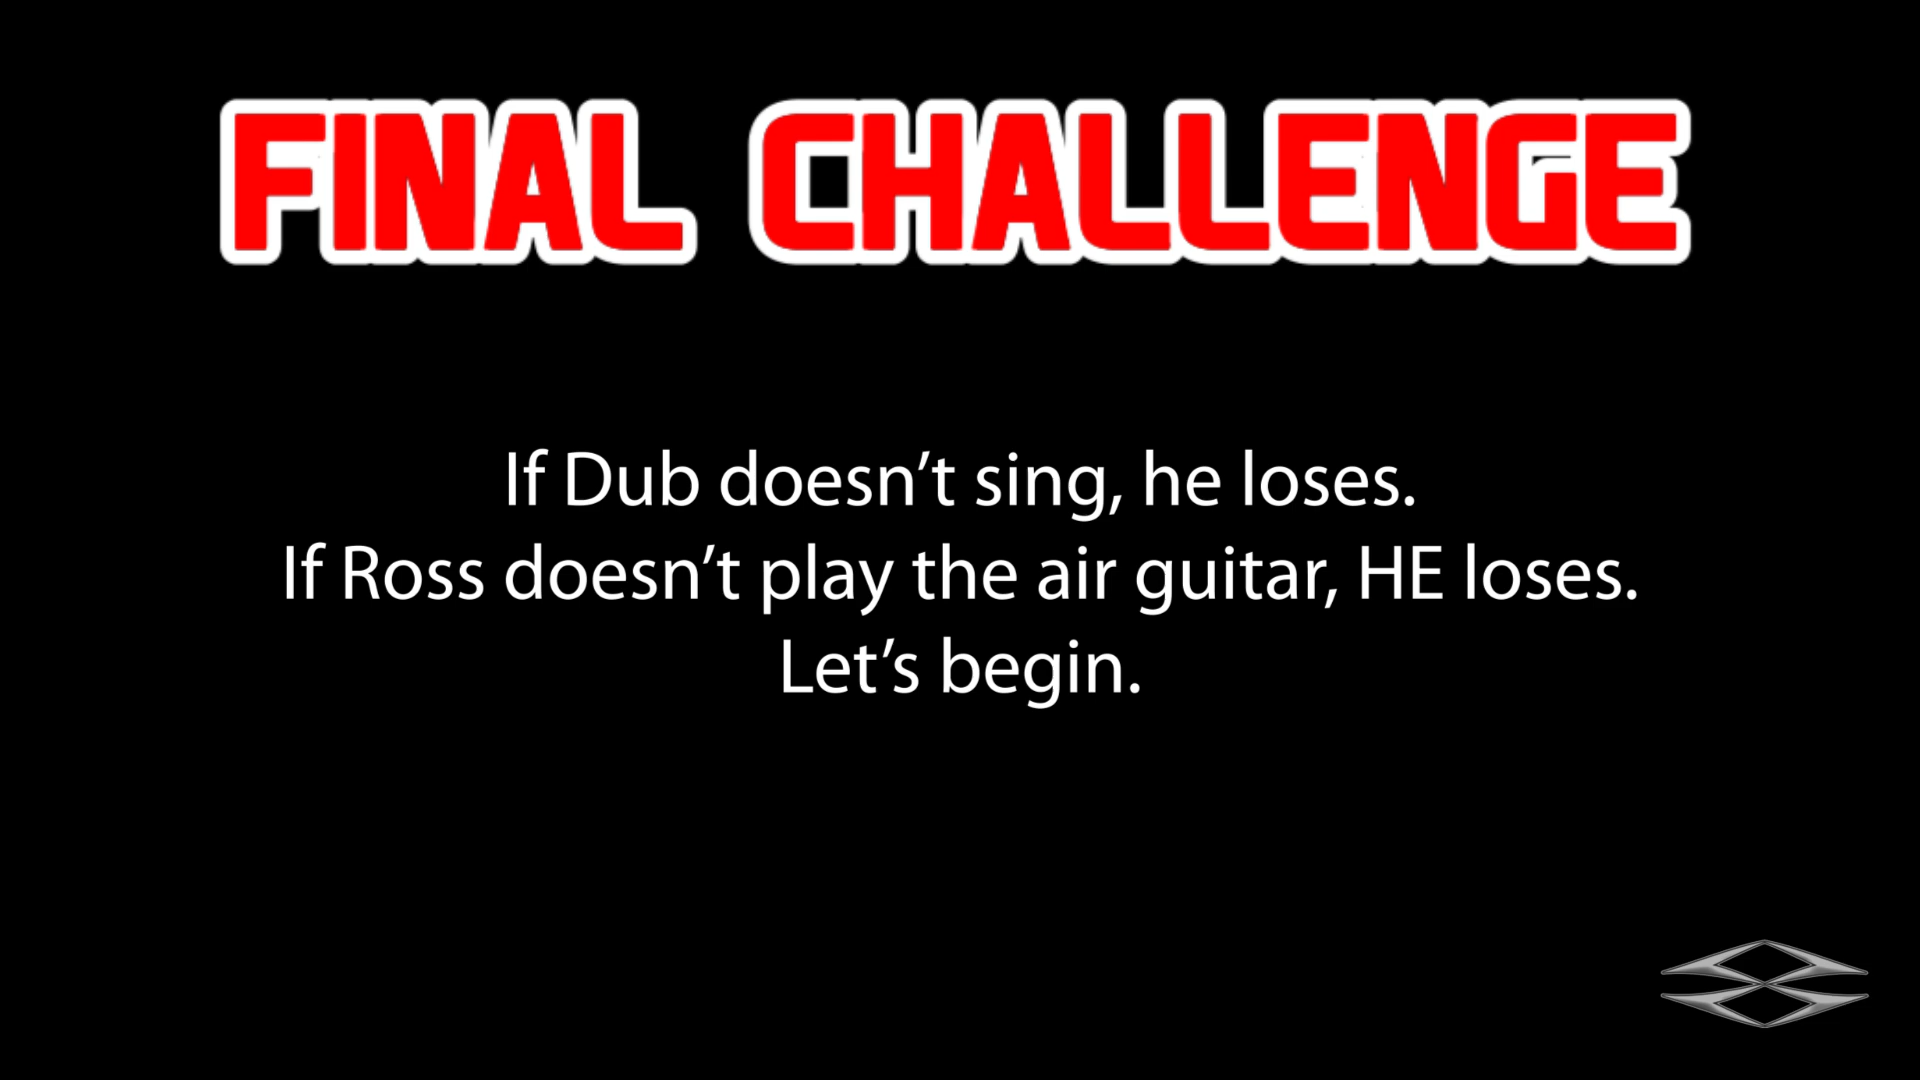 FINAL CHALLENGE
If Dub doesn’t sing, he loses.
If Ross doesn’t play the air guitar, HE loses.
Let’s begin.